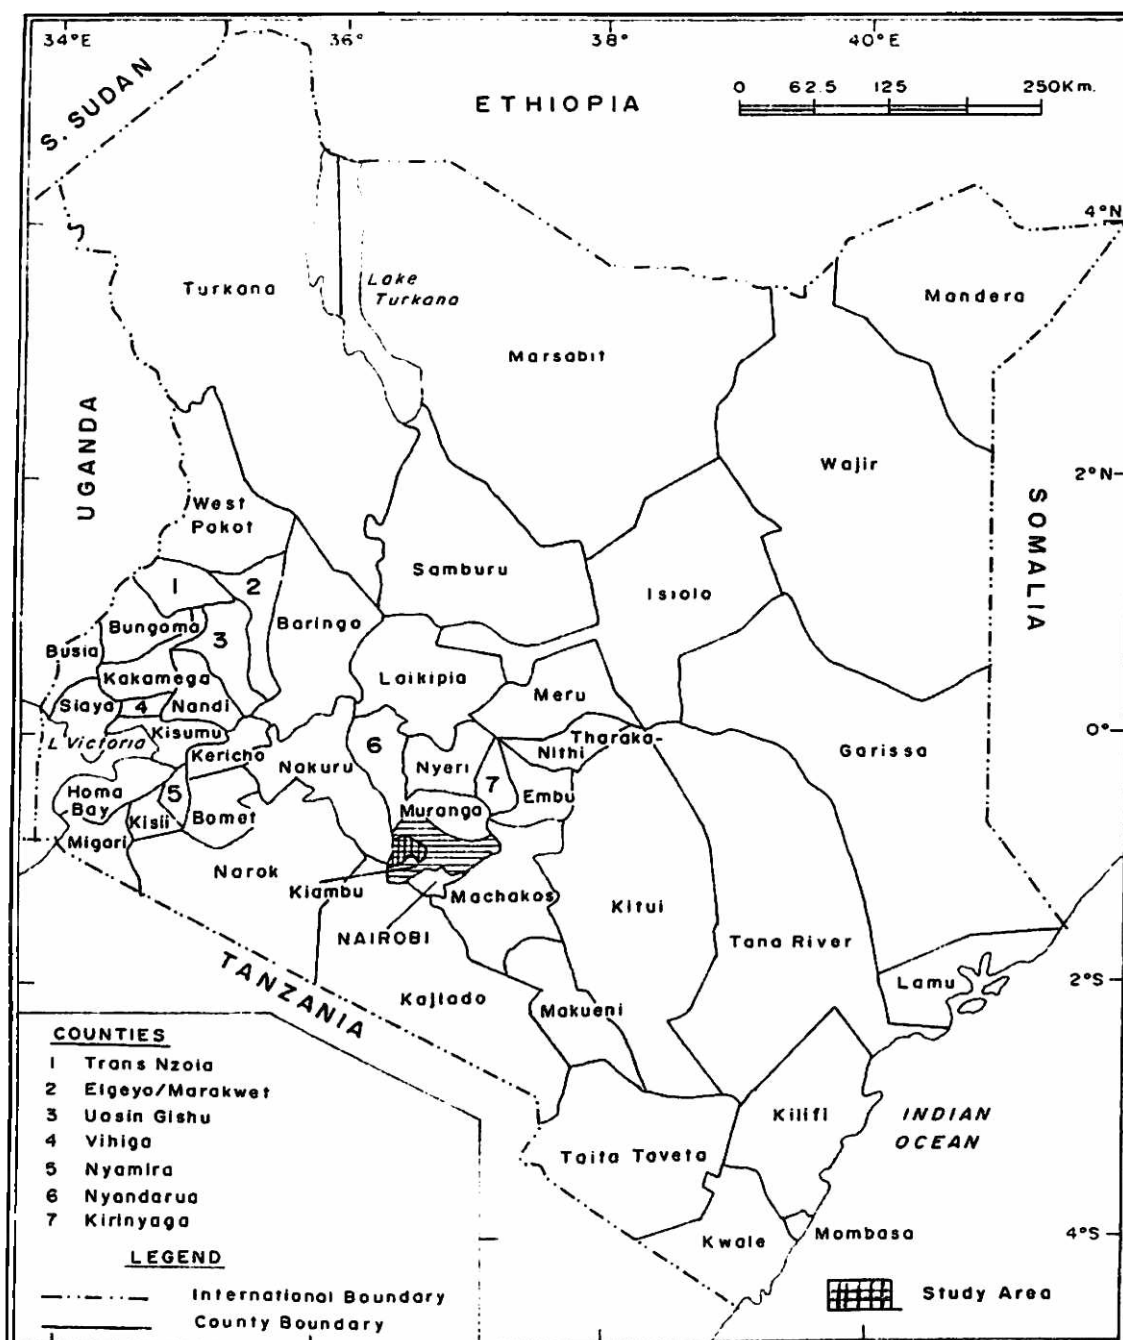 34°E 36° 38° 40°E
S. SUDAN
ETHIOPIA
0 62.5 125 250Km.
4°N
Turkana
Lake
Turkana
Mandera
Marsabit
UGANDA
Wajir
2°N
West
Pokot
SOMALIA
1 2
Samburu
Isiolo
Bungoma 3 Baringo
Busia
Kakamega
Laikipia
Meru
Siaya 4 Nandi
L Victoria
Kisumu
Kericho
Nakuru
6
Nyeri
7
Tharaka-
Nithi
Garissa
0°
Homa
Bay
5
Kisii
Bomet
Muranga
Embu
Migori
Narok
Kiambu
Machakos
Kitui
NAIROBI
Tana River
TANZANIA
Kajiado
Makueni
Lamu
2°S
COUNTIES
1 Trans Nzoia
2 Elgeyo/Marakwet
3 Uasin Gishu
4 Vihiga
5 Nyamira
6 Nyandarua
7 Kirinyaga
Kilifi
INDIAN
OCEAN
Taita Taveta
Kwale
Mombasa
4°S
LEGEND
International Boundary
County Boundary
Study Area
34° 36° 38° 40°